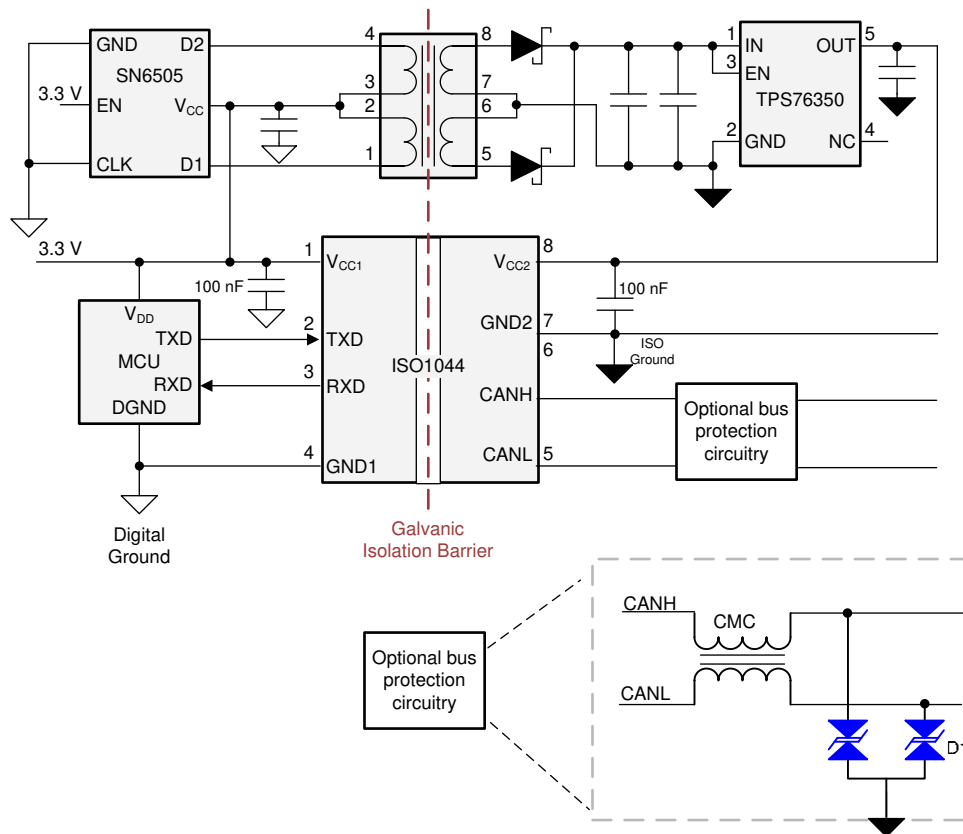 GND
D2
SN6505
3.3 V
EN
VCC
CLK
D1
4
3
2
1
8
7
6
5
1
IN
OUT
5
3
EN
TPS76350
2
GND
NC
4
3.3 V
1
VCC1
100 nF
VDD
TXD
2
TXD
MCU
RXD
3
RXD
DGND
4
GND1
ISO1044
8
VCC2
100 nF
GND2
7
6
ISO
Ground
CANH
CANL
5
Optional bus
protection
circuitry
Digital
Ground
Galvanic
Isolation Barrier
Optional bus
protection
circuitry
CANH
CMC
CANL